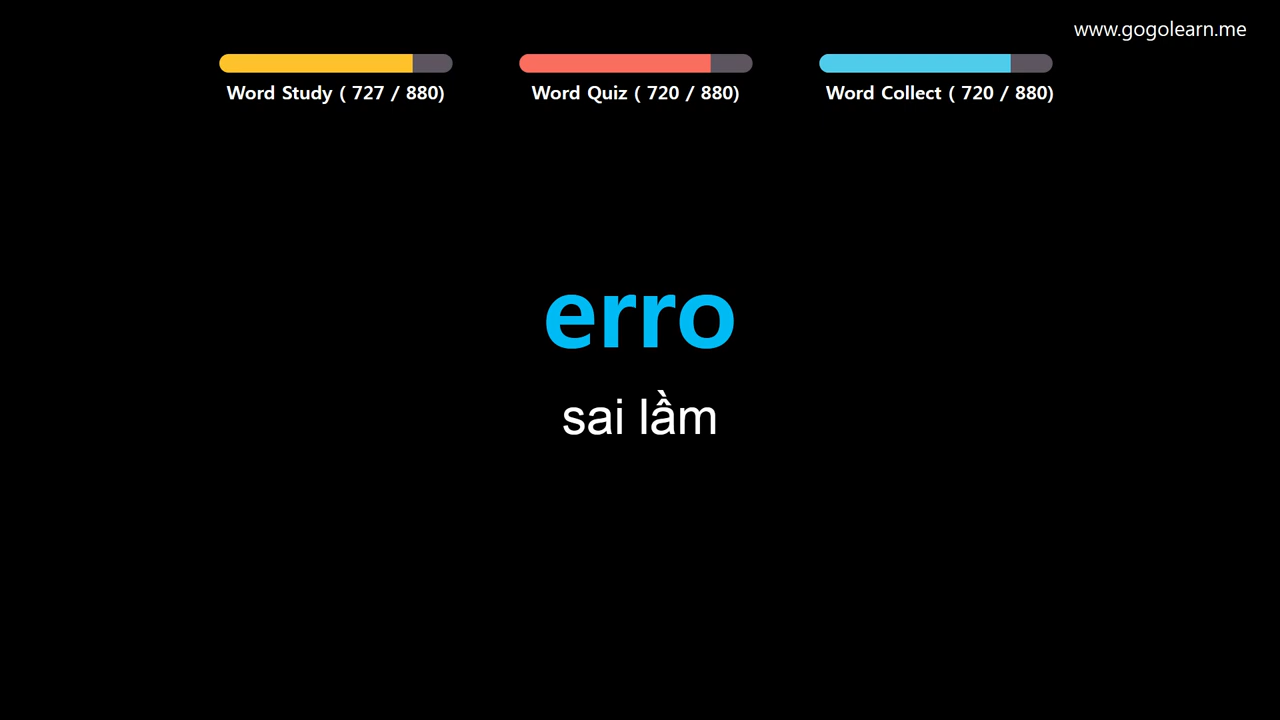 www.gogolearn.me
Word Study ( 727 / 880)
Word Quiz ( 720 / 880)
Word Collect ( 720 / 880)
erro
sai lầm